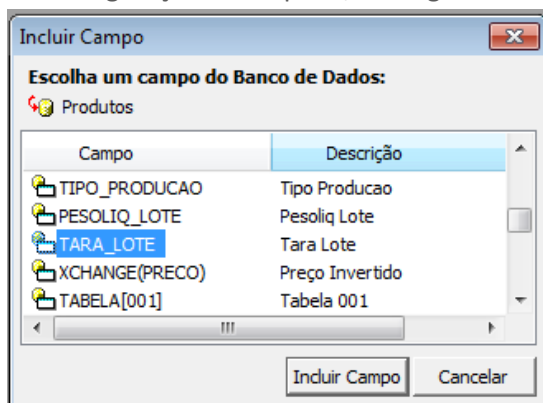 Incluir Campo
Escolha um campo do Banco de Dados:
Produtos
Campo Descrição
TIPO_PRODUCAO Tipo Producao
PESOLIQ_LOTE Pesoliq Lote
TARA_LOTE Tara Lote
XCHANGE(PRECO) Preço Invertido
TABELA[001] Tabela 001
Incluir Campo Cancelar